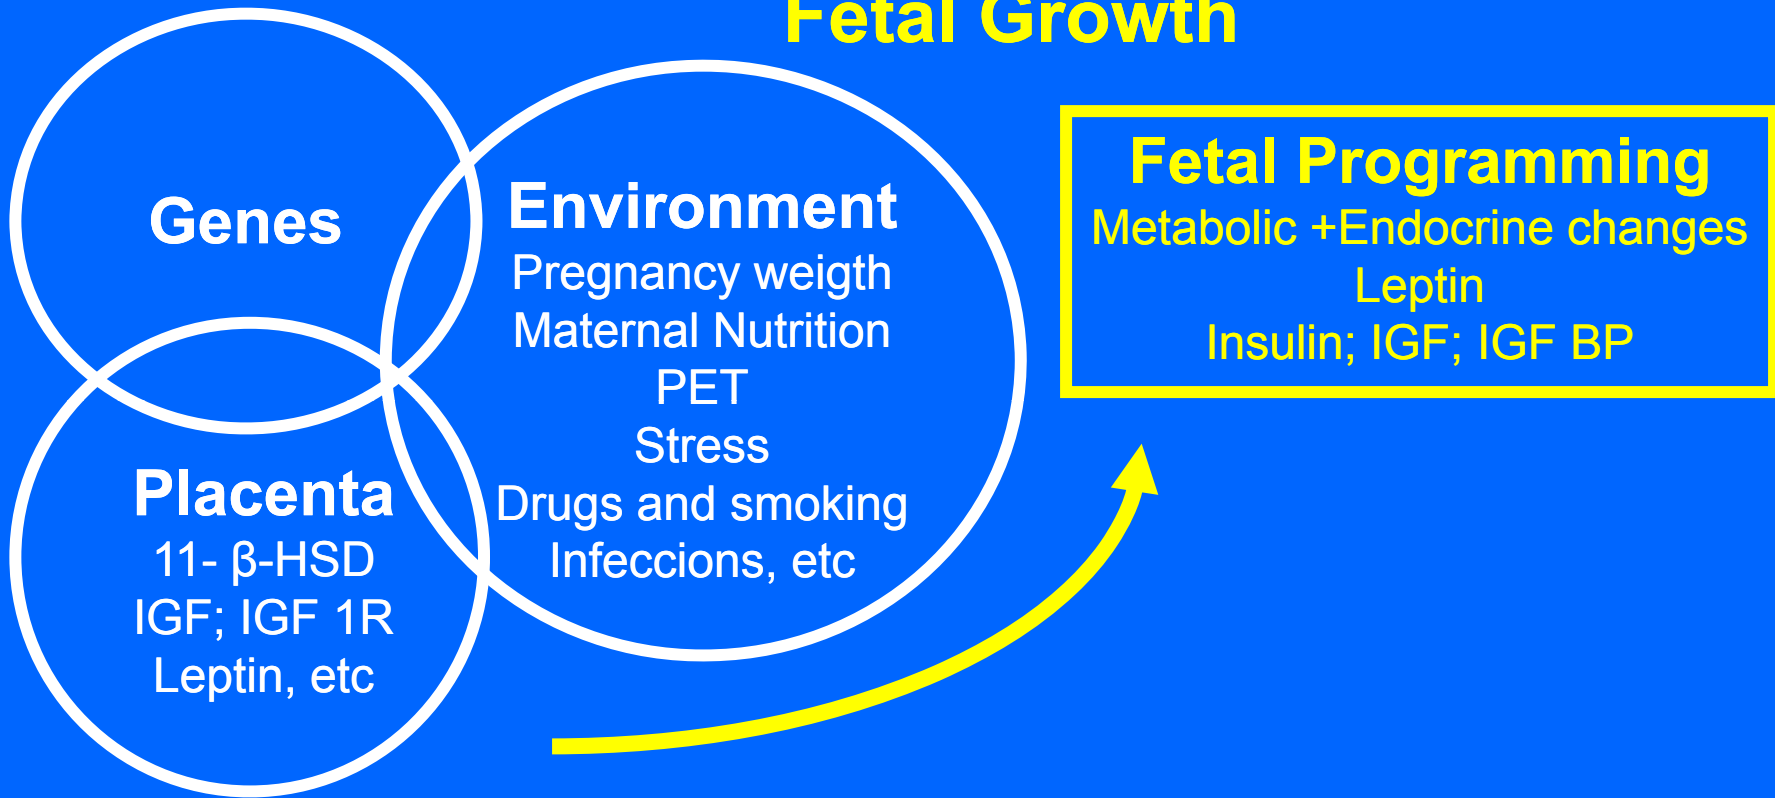 Fetal Growth
Genes
Environment
Pregnancy weigth
Maternal Nutrition
PET
Stress
Drugs and smoking
Infeccions, etc
Placenta
11- β-HSD
IGF; IGF 1R
Leptin, etc
Fetal Programming
Metabolic +Endocrine changes
Leptin
Insulin; IGF; IGF BP